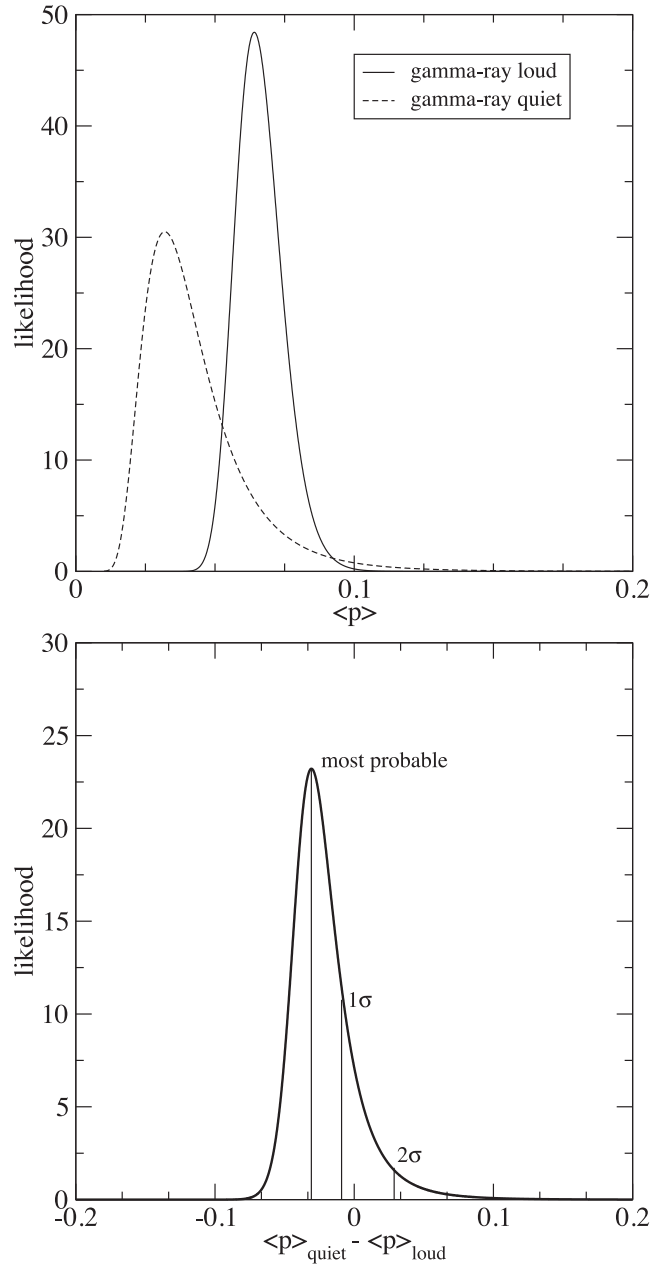 50
40
30
20
10
0
likelihood
gamma-ray loud
gamma-ray quiet
0
0.1
0.2
<p>
30
25
20
15
10
5
0
likelihood
most probable
1σ
2σ
-0.2
-0.1
0
0.1
0.2
<p>quiet - <p>loud